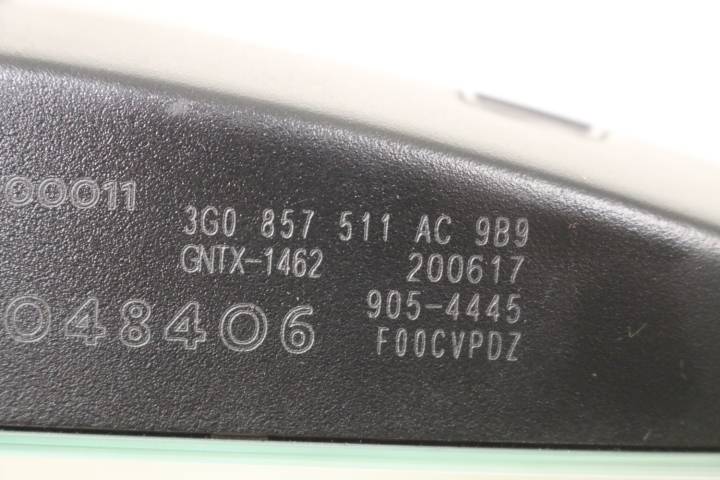 00011
3G0 857 511 AC 9B9
GNTX-1462 200617
905-4445
048406
F00CVPDZ